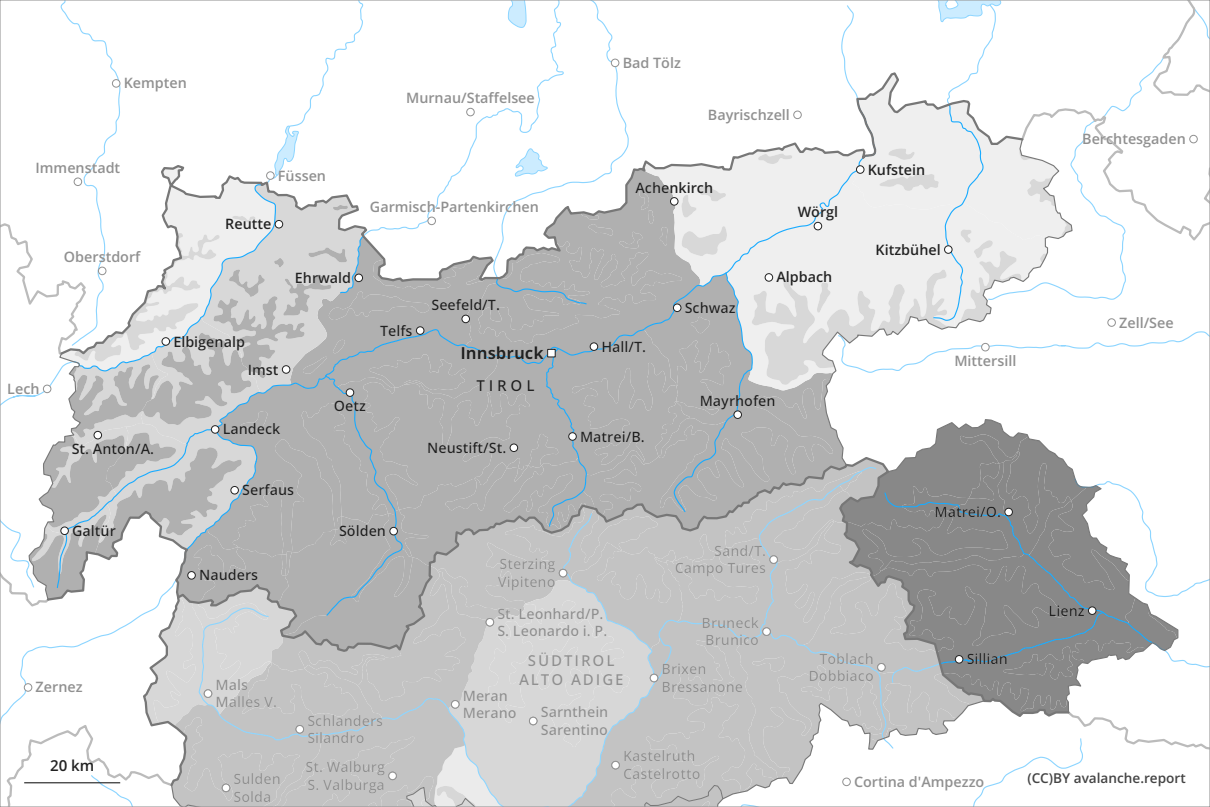 Bad Tölz
Kempten
Murnau/Staffelsee
Bayrischzell
Berchtesgaden
Immenstadt
Füssen
Kufstein
Achenkirch
Garmisch-Partenkirchen
Wörgl
Reutte
Kitzbühel
Oberstdorf
Ehrwald
Alpbach
Seefeld/T.
Schwaz
Zell/See
Telfs
Elbigenalp
Innsbruck
Hall/T.
Mittersill
Imst
TIROL
Lech
Oetz
Mayrhofen
Landeck
Matrei/B.
St. Anton/A.
Neustift/St.
Serfaus
Matrei/O.
Galtür
Sölden
Sand/T.
Campo Tures
Sterzing
Vipiteno
Nauders
Lienz
St. Leonhard/P.
S. Leonardo i. P.
Bruneck
Brunico
SÜDTIROL
ALTO ADIGE
Toblach
Dobbiaco
Sillian
Brixen
Bressanone
Zernez
Mals
Malles V.
Meran
Merano
Sarnthein
Sarentino
Schlanders
Silandro
Kastelruth
Castelrotto
20 km
St. Walburg
S. Valburga
Sulden
Solda
Cortina d'Ampezzo
(CC)BY avalanche.report